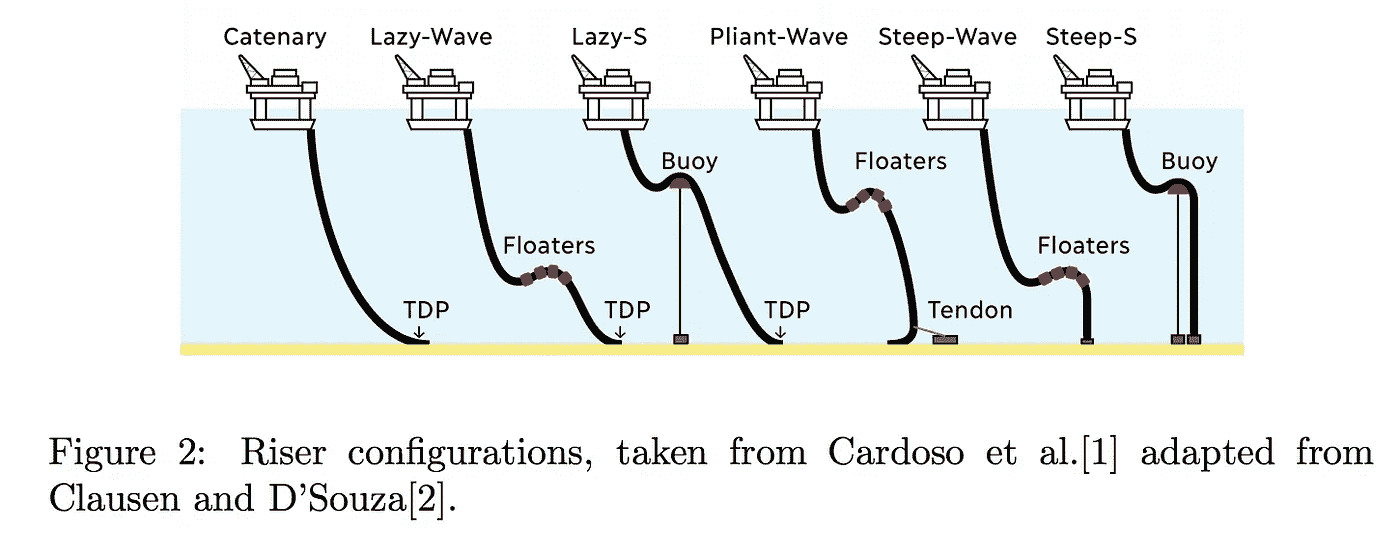 Catenary Lazy-Wave Lazy-S Pliant-Wave Steep-Wave Steep-S
Buoy Floaters Buoy
Floaters Floaters
TDP TDP TDP Tendon
Figure 2: Riser configurations, taken from Cardoso et al.[1] adapted from
Clausen and D'Souza[2].